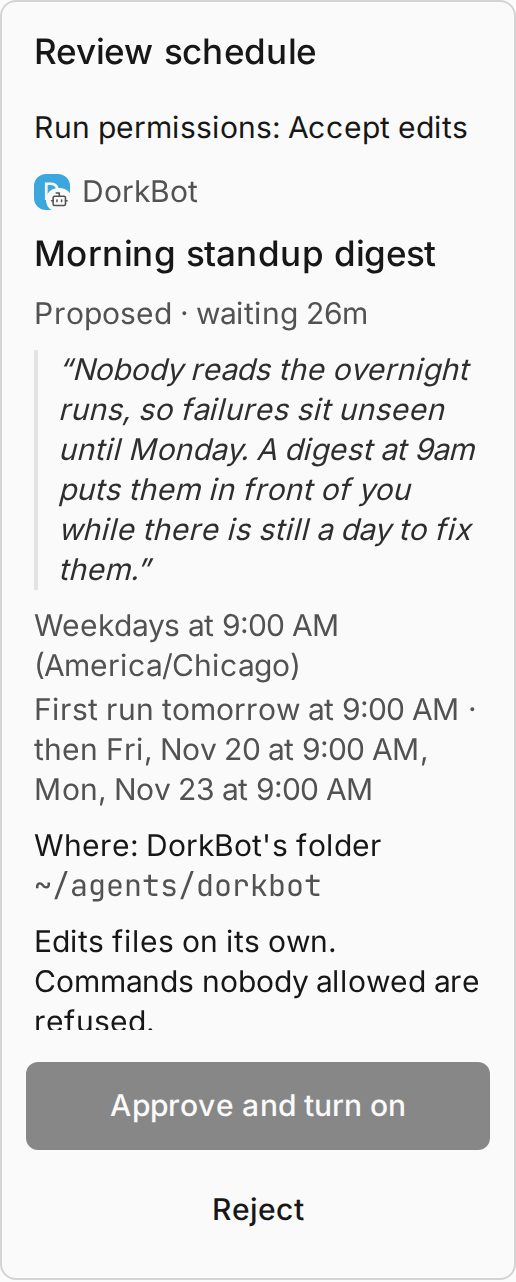 Review schedule
Run permissions: Accept edits
DorkBot
Morning standup digest
Proposed · waiting 26m
“Nobody reads the overnight
runs, so failures sit unseen
until Monday. A digest at 9am
puts them in front of you
while there is still a day to fix
them.”
Weekdays at 9:00 AM
(America/Chicago)
First run tomorrow at 9:00 AM ·
then Fri, Nov 20 at 9:00 AM,
Mon, Nov 23 at 9:00 AM
Where: DorkBot's folder
~/agents/dorkbot
Edits files on its own.
Commands nobody allowed are
refused.
Approve and turn on
Reject